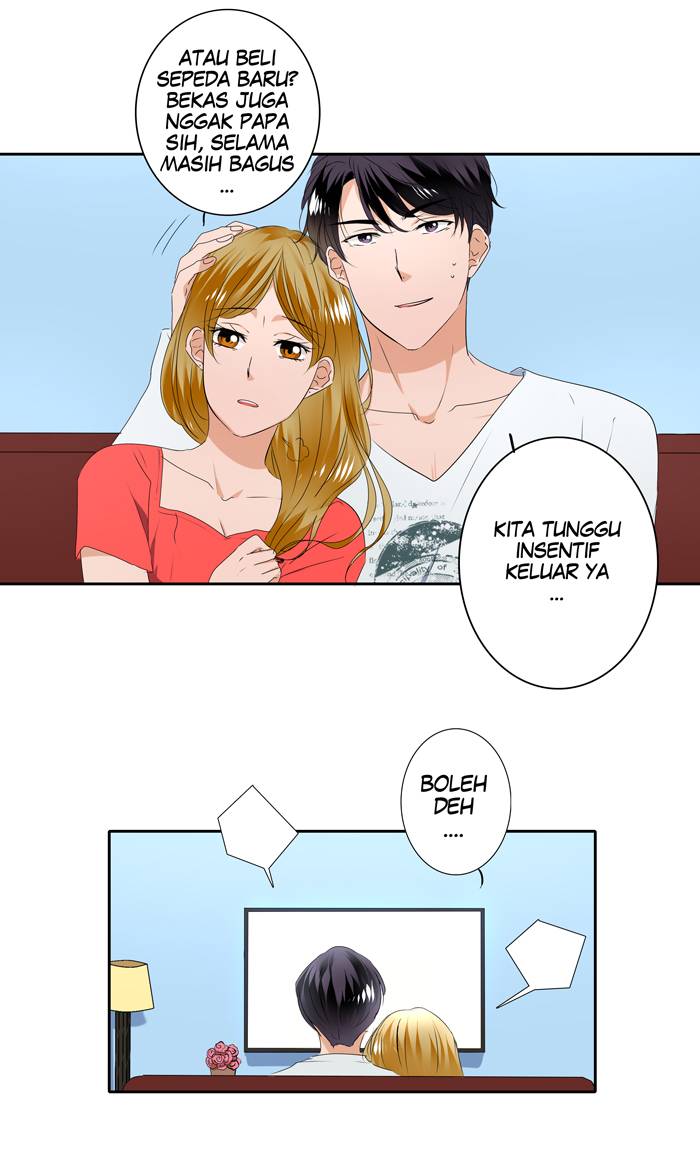 ATAU BELI
SEPEDA BARU?
BEKAS JUGA
NGGAK PAPA
SIH, SELAMA
MASIH BAGUS
...
KITA TUNGGU
INSENTIF
KELUAR YA
...
BOLEH
DEH
....